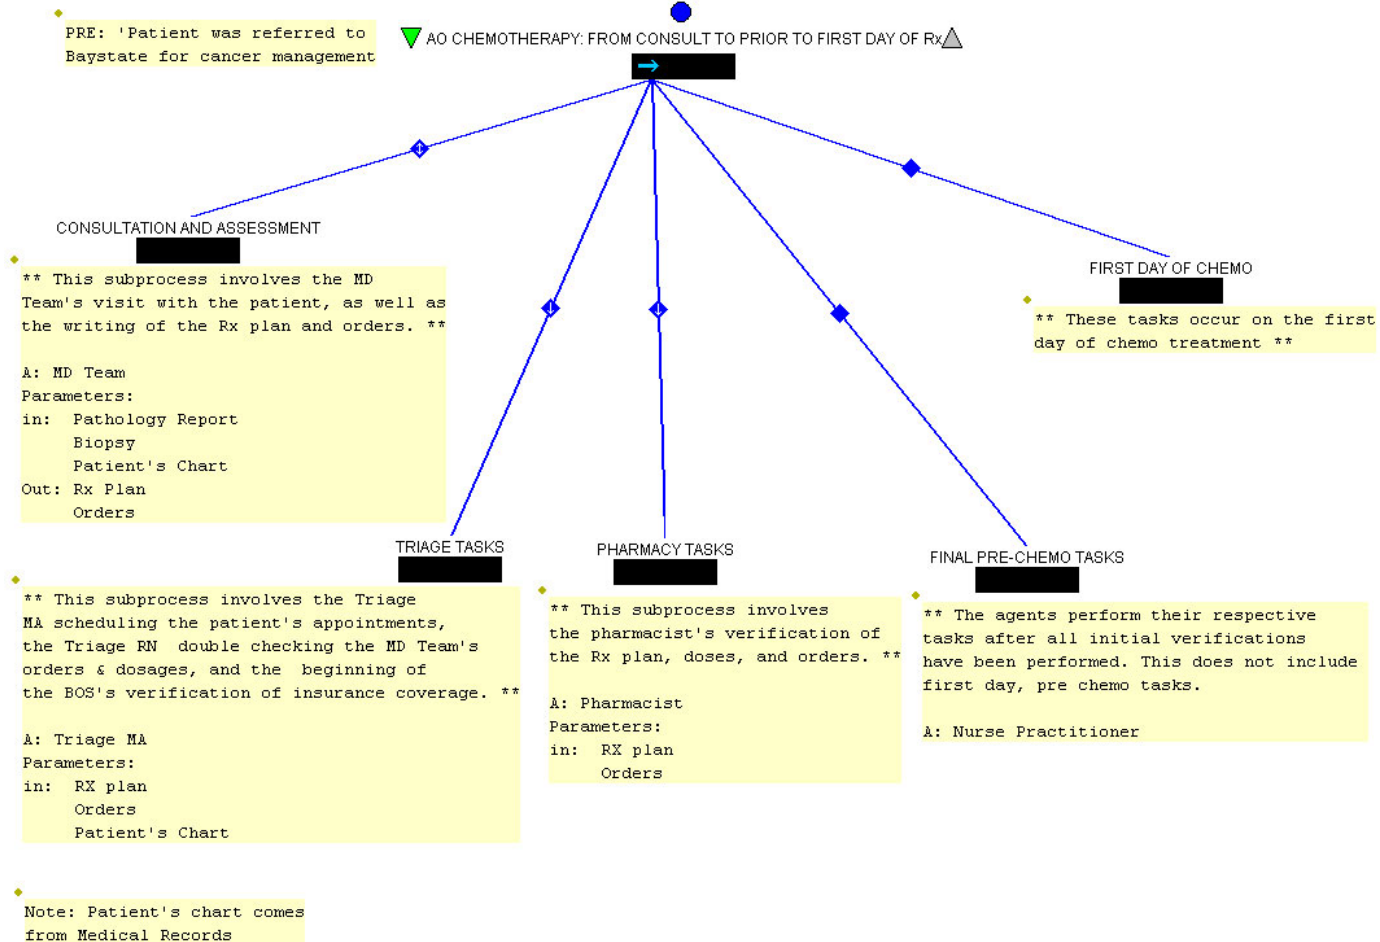 PRE: 'Patient was referred to
Baystate for cancer management
AO CHEMOTHERAPY: FROM CONSULT TO PRIOR TO FIRST DAY OF Rx
CONSULTATION AND ASSESSMENT
** This subprocess involves the MD
Team's visit with the patient, as well as
the writing of the Rx plan and orders. **
A: MD Team
Parameters:
in:  Pathology Report
Biopsy
Patient's Chart
Out: Rx Plan
Orders
FIRST DAY OF CHEMO
** These tasks occur on the first
day of chemo treatment **
TRIAGE TASKS
** This subprocess involves the Triage
MA scheduling the patient's appointments,
the Triage RN  double checking the MD Team's
orders & dosages, and the  beginning of
the BOS's verification of insurance coverage. **
A: Triage MA
Parameters:
in:  RX plan
Orders
Patient's Chart
PHARMACY TASKS
** This subprocess involves
the pharmacist's verification of
the Rx plan, doses, and orders. **
A: Pharmacist
Parameters:
in:  RX plan
Orders
FINAL PRE-CHEMO TASKS
** The agents perform their respective
tasks after all initial verifications
have been performed. This does not include
first day, pre chemo tasks.
A: Nurse Practitioner
Note: Patient's chart comes
from Medical Records